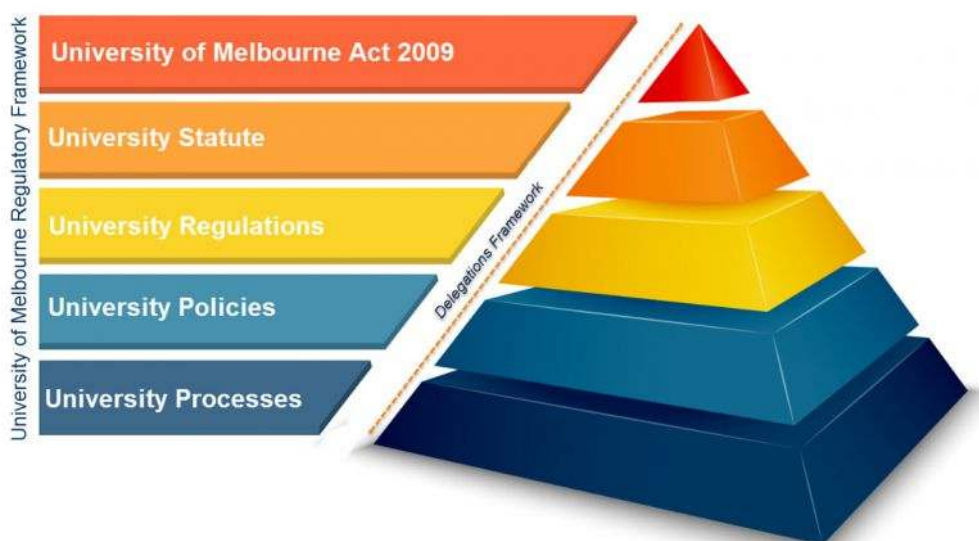 University of Melbourne Regulatory Framework
University of Melbourne Act 2009
University Statute
University Regulations
University Policies
University Processes
Delegations Framework